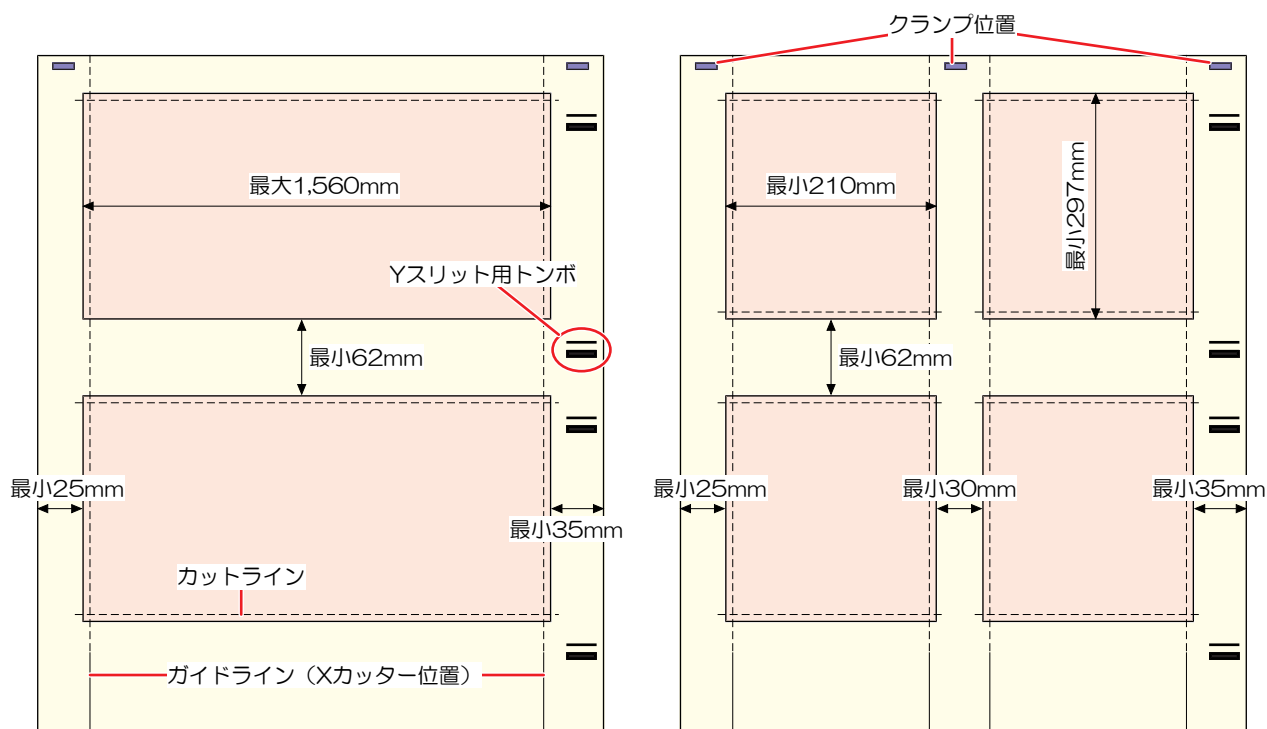 クランプ位置
最大1,560mm
最小210mm
最小297mm
Yスリット用トンボ
最小62mm
最小62mm
最小25mm
最小35mm
最小25mm
最小30mm
最小35mm
カットライン
ガイドライン（Xカッター位置）